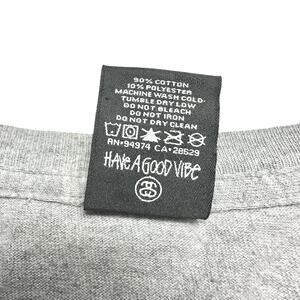 90% COTTON
10% POLYESTER
MACHINE WASH COLD-
TUMBLE DRY LOW
DO NOT BLEACH
DO NOT IRON
DO NOT DRY CLEAN
RN#94974 CA#28529
HAVE A GOOD VIBE